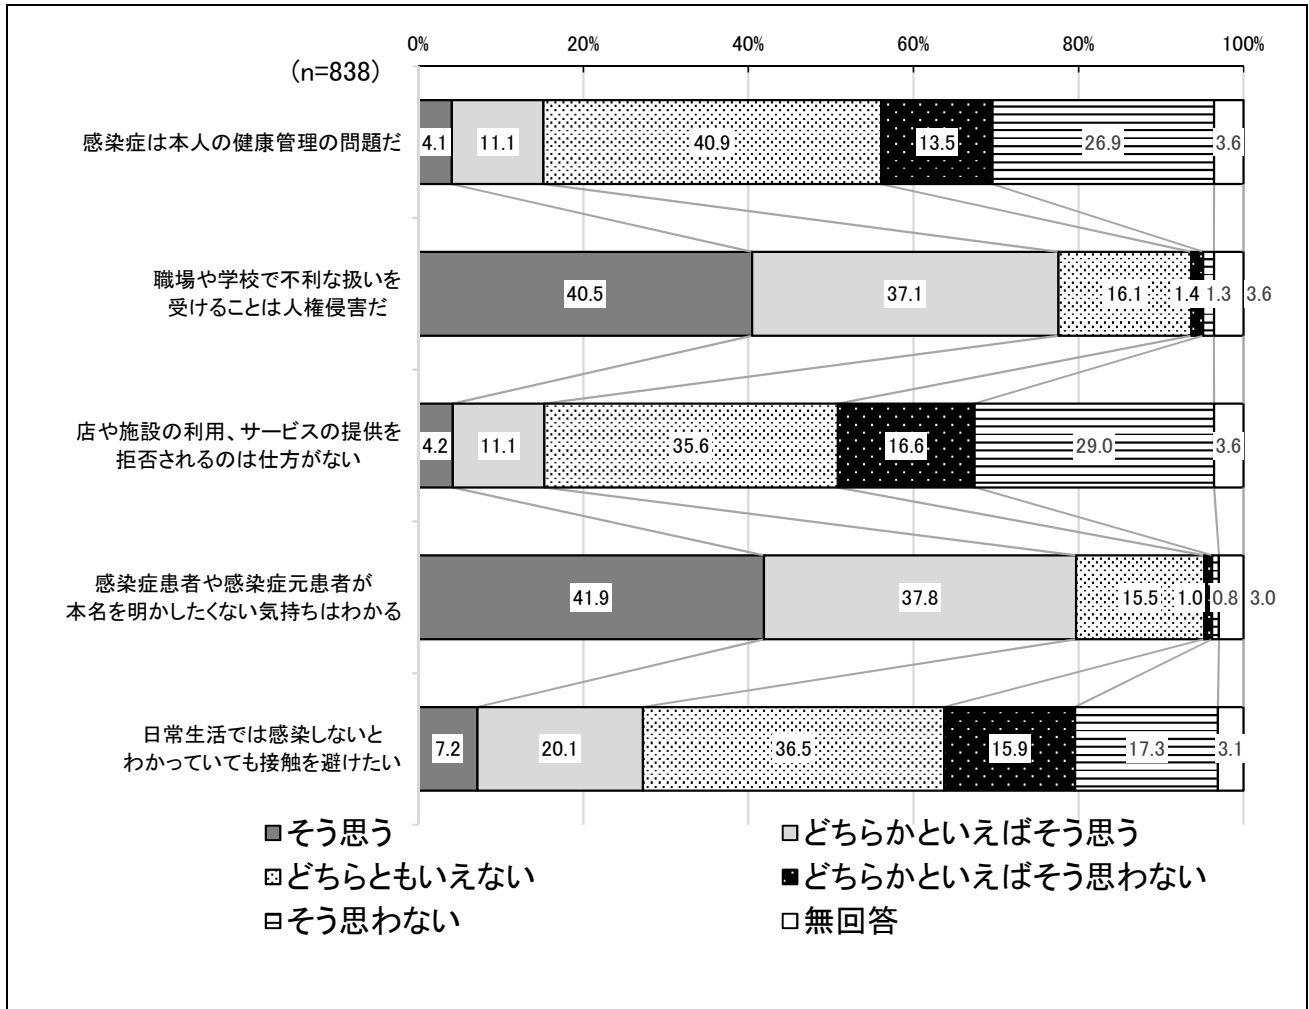 0% 20% 40% 60% 80% 100%
(n=838)
感染症は本人の健康管理の問題だ
4.1 11.1 40.9 13.5 26.9 3.6
職場や学校で不利な扱いを
受けることは人権侵害だ
40.5 37.1 16.1 1.4 1.3 3.6
店や施設の利用、サービスの提供を
拒否されるのは仕方がない
4.2 11.1 35.6 16.6 29.0 3.6
感染症患者や感染症元患者が
本名を明かしたくない気持ちはわかる
41.9 37.8 15.5 1.0 0.8 3.0
日常生活では感染しないと
わかっていても接触を避けたい
7.2 20.1 36.5 15.9 17.3 3.1
そう思う どちらかといえばそう思う
どちらともいえない どちらかといえばそう思わない
そう思わない 無回答